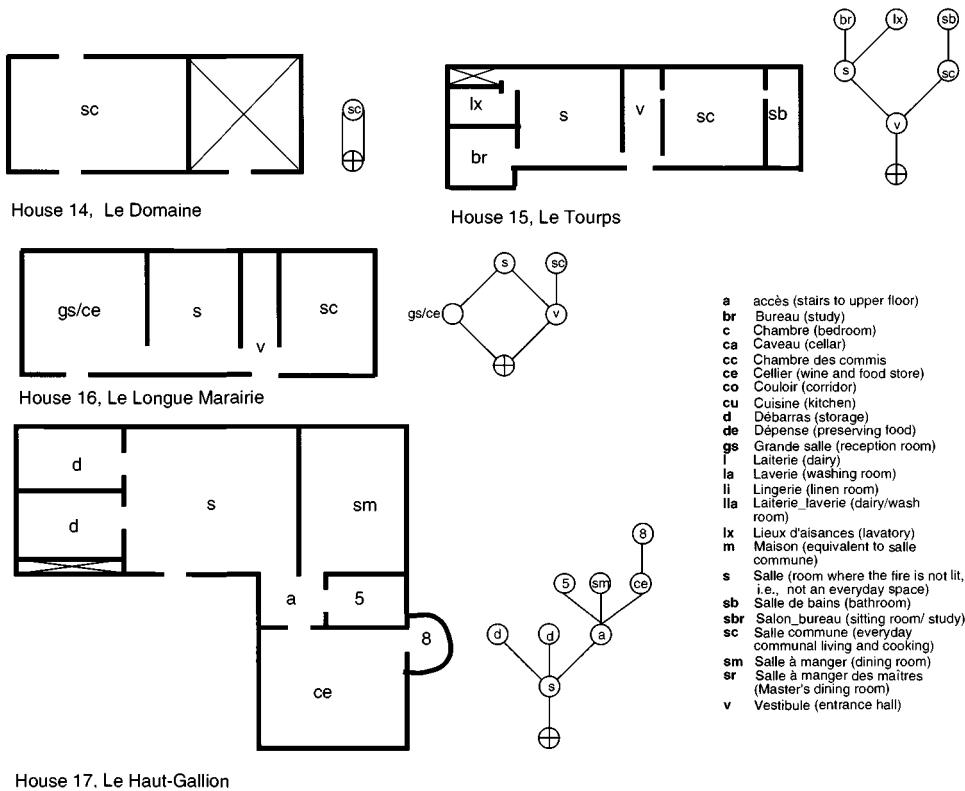 br lx sb
s sc
v
sc
sc
lx
br
s
v
sc
sb
House 14, Le Domaine
House 15, Le Tourps
gs/ce
s
v
sc
s sc
gs/ce v
House 16, Le Longue Marairie
a accès (stairs to upper floor)
br Bureau (study)
c Chambre (bedroom)
ca Caveau (cellar)
cc Chambre des commis
ce Cellier (wine and food store)
co Couloir (corridor)
cu Cuisine (kitchen)
d Débarras (storage)
de Dépense (preserving food)
gs Grande salle (reception room)
l Laiterie (dairy)
la Laverie (washing room)
li Lingerie (linen room)
lla Laiterie_laverie (dairy/wash
room)
lx Lieux d'aisances (lavatory)
m Maison (equivalent to salle
commune)
s Salle (room where the fire is not lit,
i.e., not an everyday space)
sb Salle de bains (bathroom)
sbr Salon_bureau (sitting room/ study)
sc Salle commune (everyday
communal living and cooking)
sm Salle à manger (dining room)
sr Salle à manger des maîtres
(Master's dining room)
v Vestibule (entrance hall)
d
d
s
sm
a
5
8
ce
8
5 sm ce
d d a
s
House 17, Le Haut-Gallion